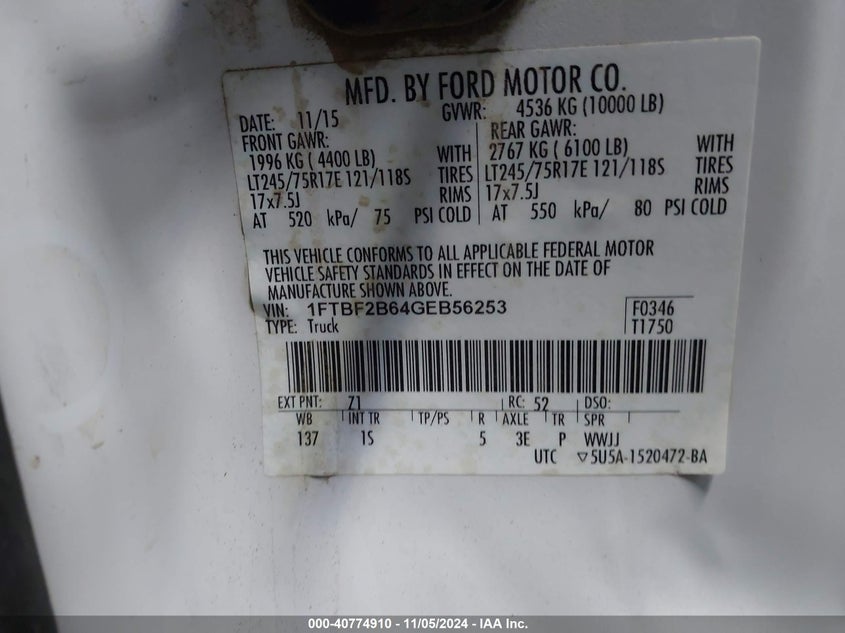 MFD. BY FORD MOTOR CO.
DATE: 11/15 GVWR: 4536 KG (10000 LB)
FRONT GAWR: REAR GAWR:
1996 KG ( 4400 LB) WITH 2767 KG ( 6100 LB) WITH
LT245/75R17E 121/118S TIRES LT245/75R17E 121/118S TIRES
17x7.5J RIMS 17x7.5J RIMS
AT 520 kPa/ 75 PSI COLD AT 550 kPa/ 80 PSI COLD
THIS VEHICLE CONFORMS TO ALL APPLICABLE FEDERAL MOTOR
VEHICLE SAFETY STANDARDS IN EFFECT ON THE DATE OF
MANUFACTURE SHOWN ABOVE.
VIN: 1FTBF2B64GEB56253 F0346
TYPE: Truck T1750
EXT PNT: Z1 RC: 52 DSO:
WB INT TR TP/PS R AXLE TR SPR
137 1S 5 3E P WWJJ
UTC ▽5U5A-1520472-BA
000-40774910 - 11/05/2024 - IAA Inc.